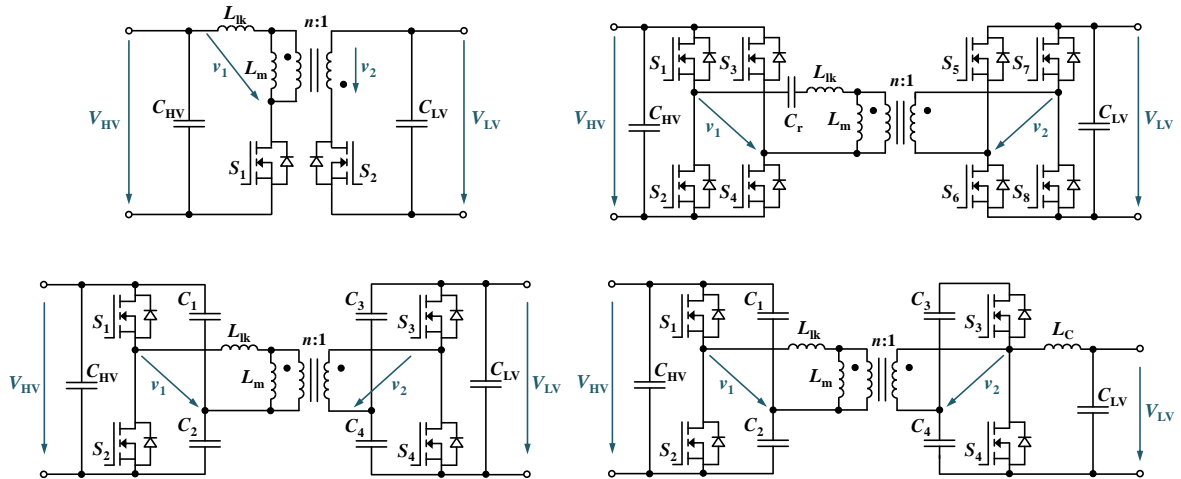 L_lk n:1
v_1 L_m v_2
V_HV C_HV C_LV V_LV
S_1 S_2
S_1 S_3 L_lk n:1 S_5 S_7
V_HV C_HV v_1 C_r L_m v_2 C_LV V_LV
S_2 S_4 S_6 S_8
C_1 C_3
S_1 L_lk n:1 S_3
V_HV C_HV v_1 L_m v_2 C_LV V_LV
S_2 C_2 C_4 S_4
C_1 C_3
S_1 L_lk n:1 S_3 L_C
V_HV C_HV v_1 L_m v_2 C_LV V_LV
S_2 C_2 C_4 S_4